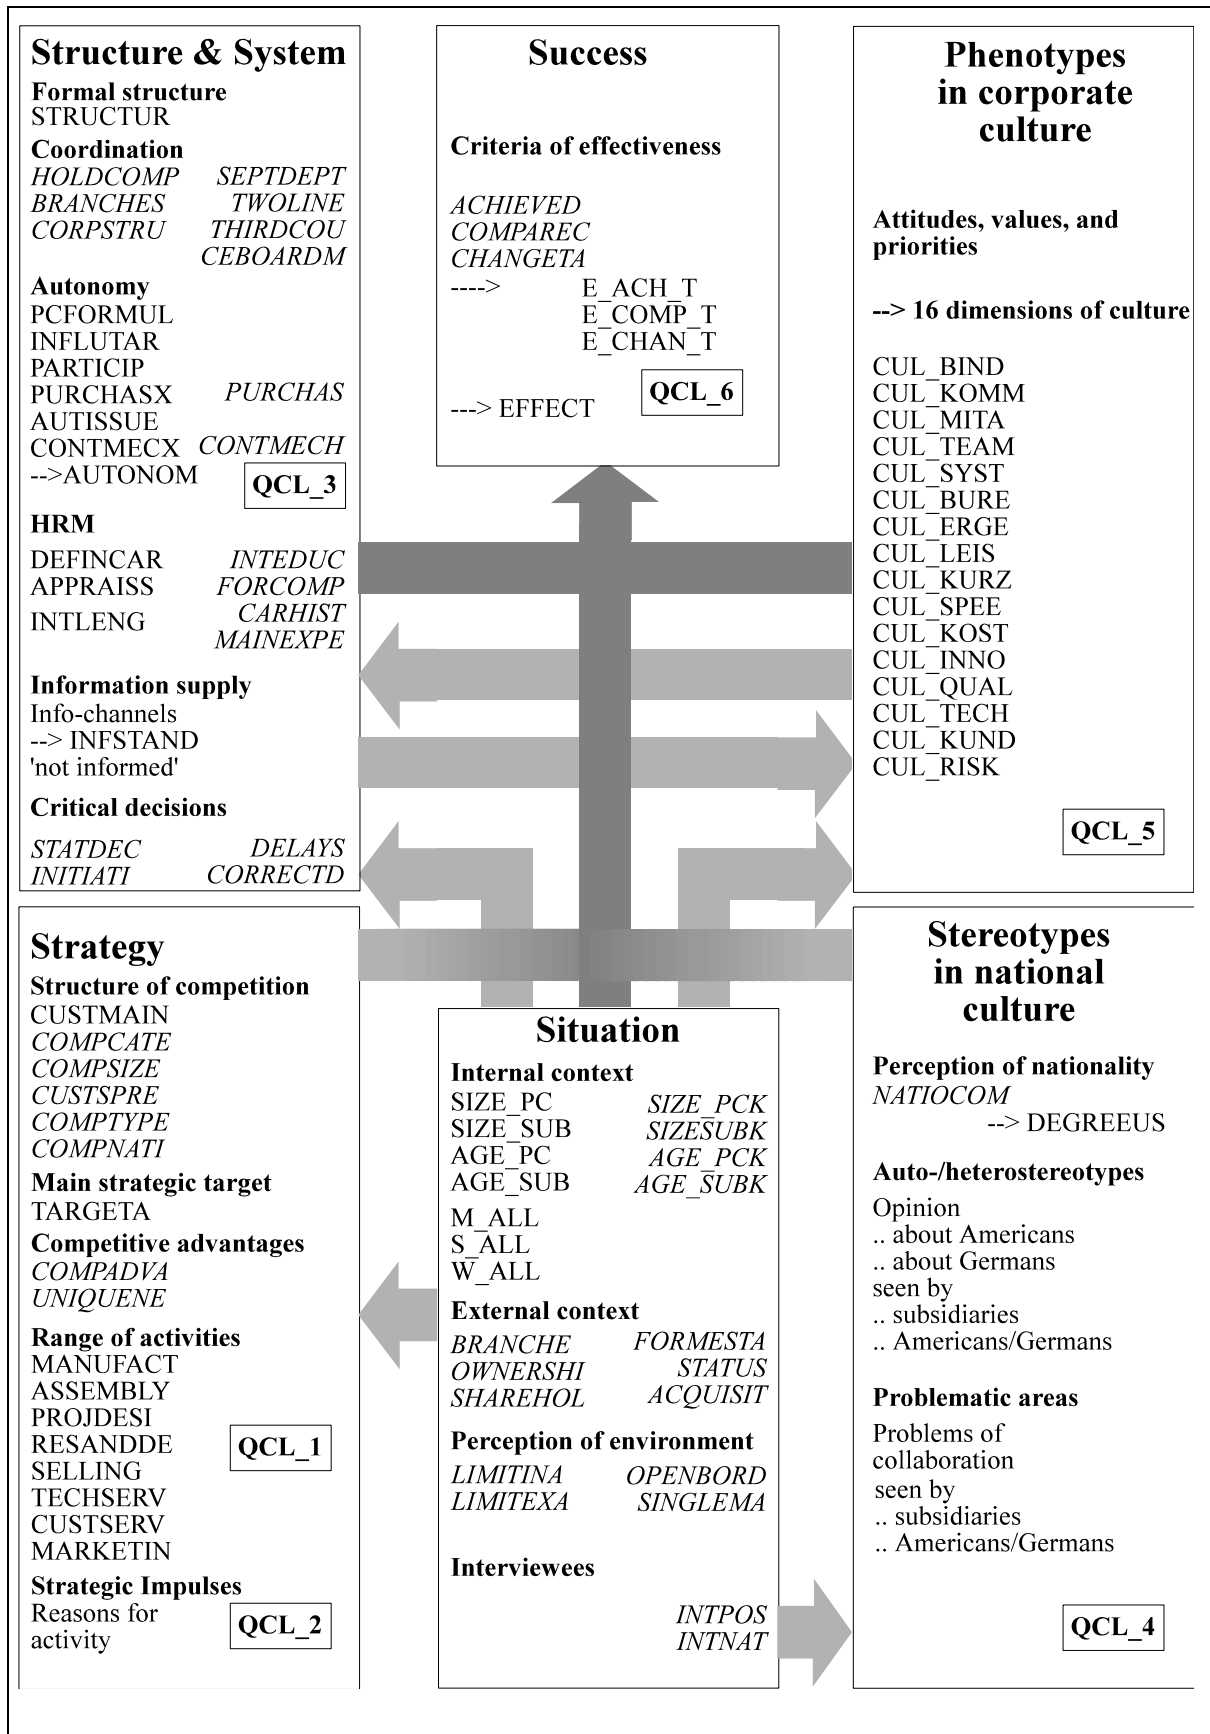 Structure & System
Formal structure
STRUCTUR
Coordination
HOLDCOMP SEPTDEPT
BRANCHES TWOLINE
CORPSTRU THIRDCOU
CEBOARDM
Autonomy
PCFORMUL
INFLUTAR
PARTICIP
PURCHASX PURCHAS
AUTISSUE
CONTMECX CONTMECH
-->AUTONOM
QCL_3
HRM
DEFINCAR INTEDUC
APPRAISS FORCOMP
CARHIST
INTLENG
MAINEXPE
Information supply
Info-channels
--> INFSTAND
'not informed'
Critical decisions
STATDEC DELAYS
INITIATI CORRECTD
Success
Criteria of effectiveness
ACHIEVED
COMPAREC
CHANGETA
----> E_ACH_T
E_COMP_T
E_CHAN_T
QCL_6
---> EFFECT
Phenotypes
in corporate
culture
Attitudes, values, and
priorities
--> 16 dimensions of culture
CUL_BIND
CUL_KOMM
CUL_MITA
CUL_TEAM
CUL_SYST
CUL_BURE
CUL_ERGE
CUL_LEIS
CUL_KURZ
CUL_SPEE
CUL_KOST
CUL_INNO
CUL_QUAL
CUL_TECH
CUL_KUND
CUL_RISK
QCL_5
Strategy
Structure of competition
CUSTMAIN
COMPCATE
COMPSIZE
CUSTSPRE
COMPTYPE
COMPNATI
Main strategic target
TARGETA
Competitive advantages
COMPADVA
UNIQUENE
Range of activities
MANUFACT
ASSEMBLY
PROJDESI
RESANDDE
QCL_1
SELLING
TECHSERV
CUSTSERV
MARKETIN
Strategic Impulses
Reasons for
activity
QCL_2
Situation
Internal context
SIZE_PC SIZE_PCK
SIZE_SUB SIZESUBK
AGE_PC AGE_PCK
AGE_SUB AGE_SUBK
M_ALL
S_ALL
W_ALL
External context
BRANCHE FORMESTA
OWNERSHI STATUS
SHAREHOL ACQUISIT
Perception of environment
LIMITINA OPENBORD
LIMITEXA SINGLEMA
Interviewees
INTPOS
INTNAT
Stereotypes
in national
culture
Perception of nationality
NATIOCOM
--> DEGREEUS
Auto-/heterostereotypes
Opinion
.. about Americans
.. about Germans
seen by
.. subsidiaries
.. Americans/Germans
Problematic areas
Problems of
collaboration
seen by
.. subsidiaries
.. Americans/Germans
QCL_4